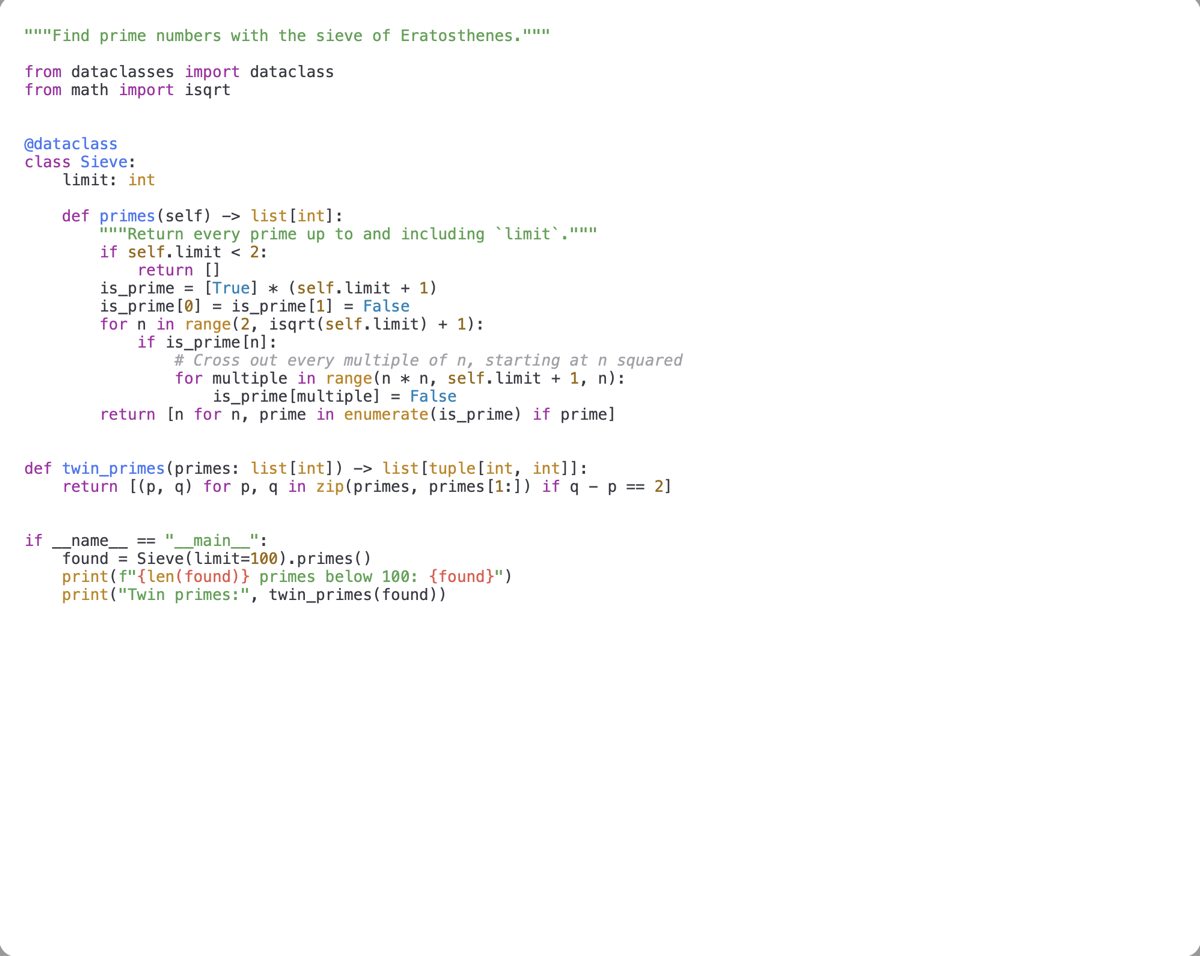 """Find prime numbers with the sieve of Eratosthenes."""

from dataclasses import dataclass
from math import isqrt


@dataclass
class Sieve:
    limit: int

    def primes(self) -> list[int]:
        """Return every prime up to and including `limit`."""
        if self.limit < 2:
            return []
        is_prime = [True] * (self.limit + 1)
        is_prime[0] = is_prime[1] = False
        for n in range(2, isqrt(self.limit) + 1):
            if is_prime[n]:
                # Cross out every multiple of n, starting at n squared
                for multiple in range(n * n, self.limit + 1, n):
                    is_prime[multiple] = False
        return [n for n, prime in enumerate(is_prime) if prime]


def twin_primes(primes: list[int]) -> list[tuple[int, int]]:
    return [(p, q) for p, q in zip(primes, primes[1:]) if q - p == 2]


if __name__ == "__main__":
    found = Sieve(limit=100).primes()
    print(f"{len(found)} primes below 100: {found}")
    print("Twin primes:", twin_primes(found))